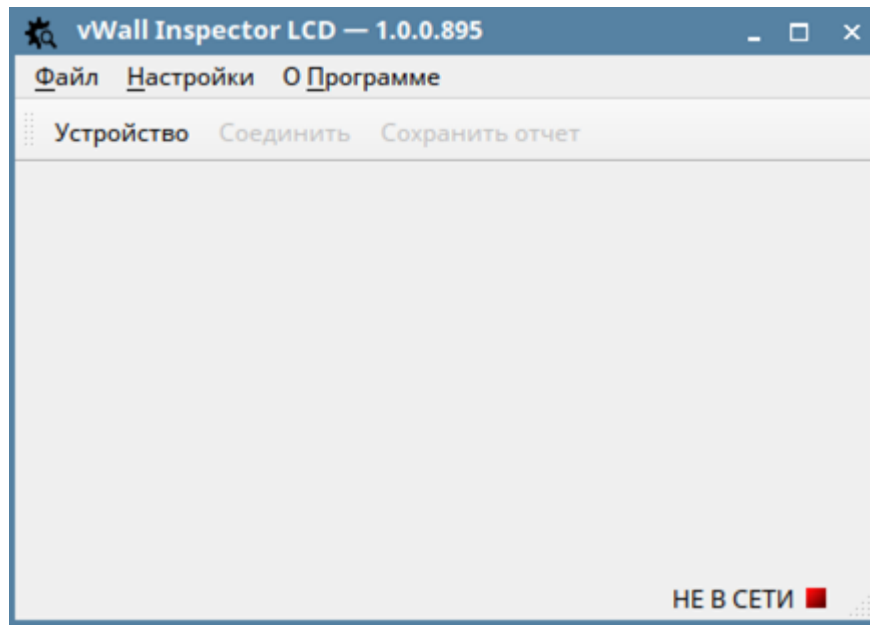 vWall Inspector LCD — 1.0.0.895
Файл Настройки О Программе
Устройство Соединить Сохранить отчет
НЕ В СЕТИ